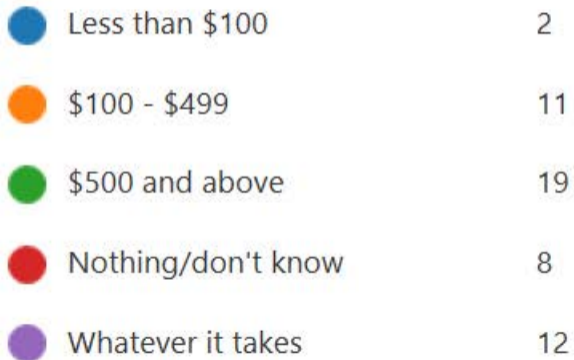 Less than $100 2
$100 - $499 11
$500 and above 19
Nothing/don't know 8
Whatever it takes 12